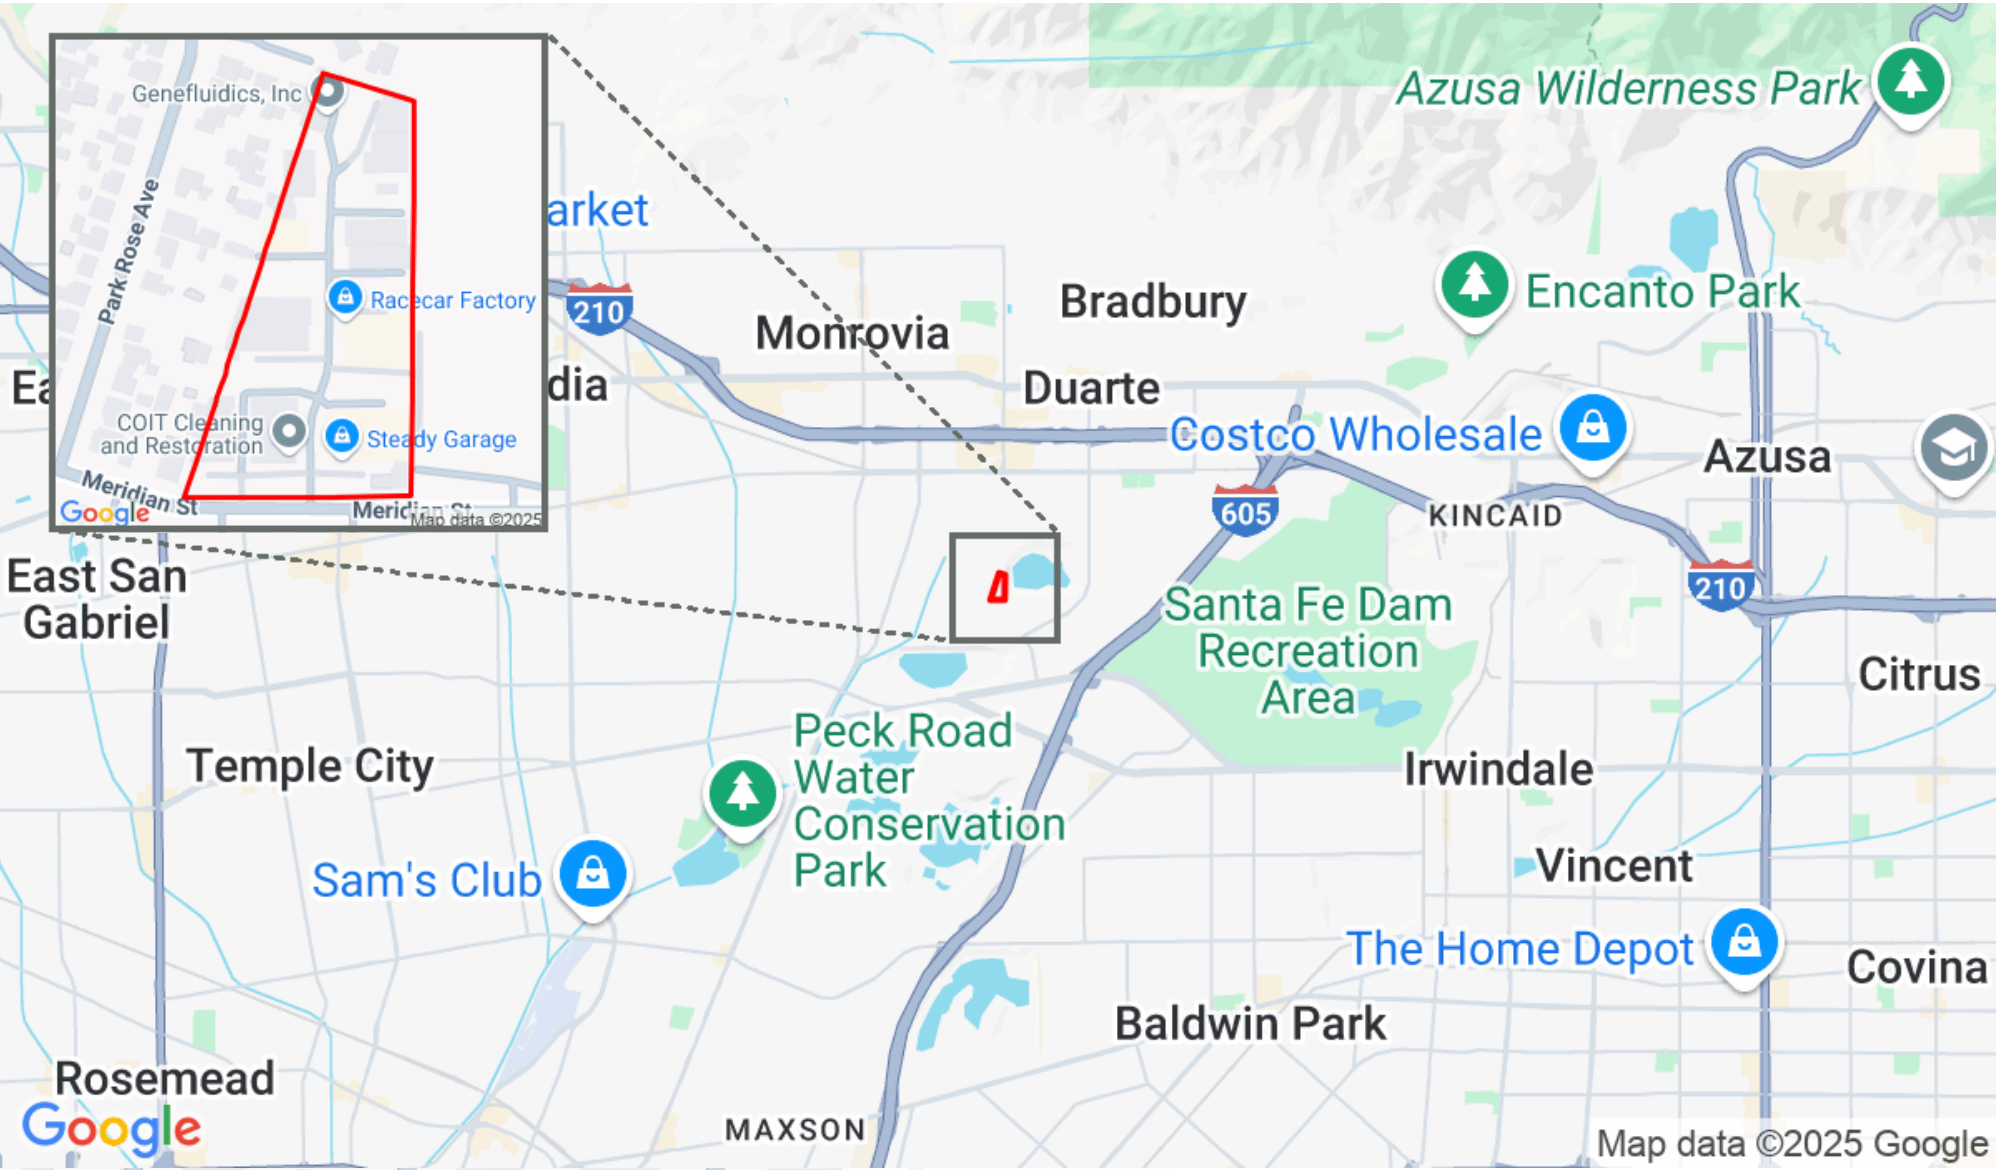 Genefluidics, Inc
Park Rose Ave
Racecar Factory
COIT Cleaning
and Restoration
Steady Garage
Meridian St
Meridian St
Google
Map data ©2025
Azusa Wilderness Park
arket
210
Bradbury
Encanto Park
Monrovia
Ea
dia
Duarte
Costco Wholesale
Azusa
605
KINCAID
East San
Gabriel
210
Santa Fe Dam
Recreation
Area
Citrus
Peck Road
Water
Conservation
Park
Temple City
Irwindale
Sam's Club
Vincent
The Home Depot
Covina
Baldwin Park
Rosemead
MAXSON
Google
Map data ©2025 Google